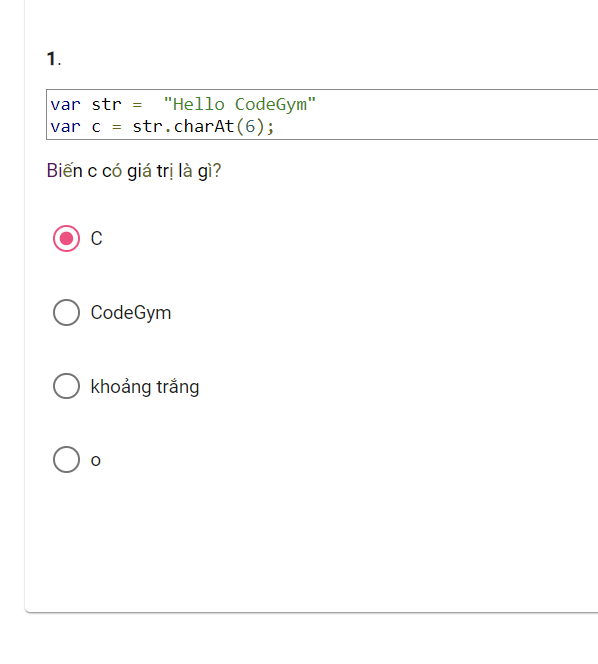 1.
var str =  "Hello CodeGym"
var c = str.charAt(6);
Biến c có giá trị là gì?
C
CodeGym
khoảng trắng
o